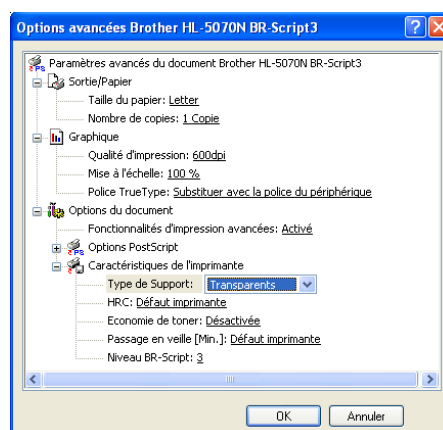 Options avancées Brother HL-5070N BR-Script3
Paramètres avancés du document Brother HL-5070N BR-Script3
Sortie/Papier
Taille du papier: Letter
Nombre de copies: 1 Copie
Graphique
Qualité d'impression: 600dpi
Mise à l'échelle: 100 %
Police TrueType: Substituer avec la police du périphérique
Options du document
Fonctionnalités d'impression avancées: Activé
Options PostScript
Caractéristiques de l'imprimante
Type de Support: Transparents
HRC: Défaut imprimante
Economie de toner: Désactivée
Passage en veille [Min.]: Défaut imprimante
Niveau BR-Script: 3
OK Annuler